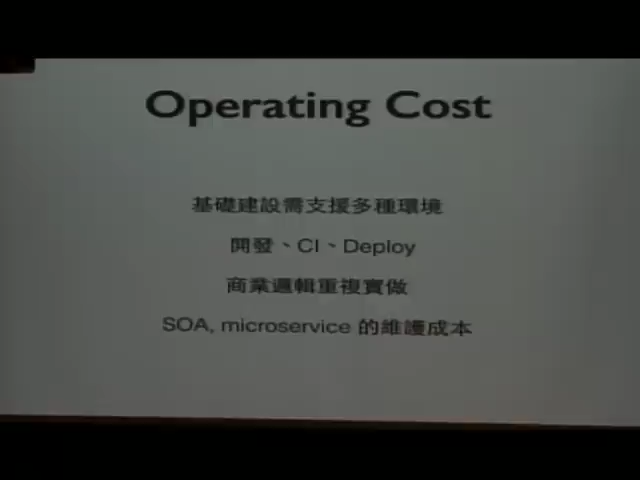 Operating Cost
基礎建設需支援多種環境
開發、CI、Deploy
商業邏輯重複實做
SOA, microservice 的維護成本